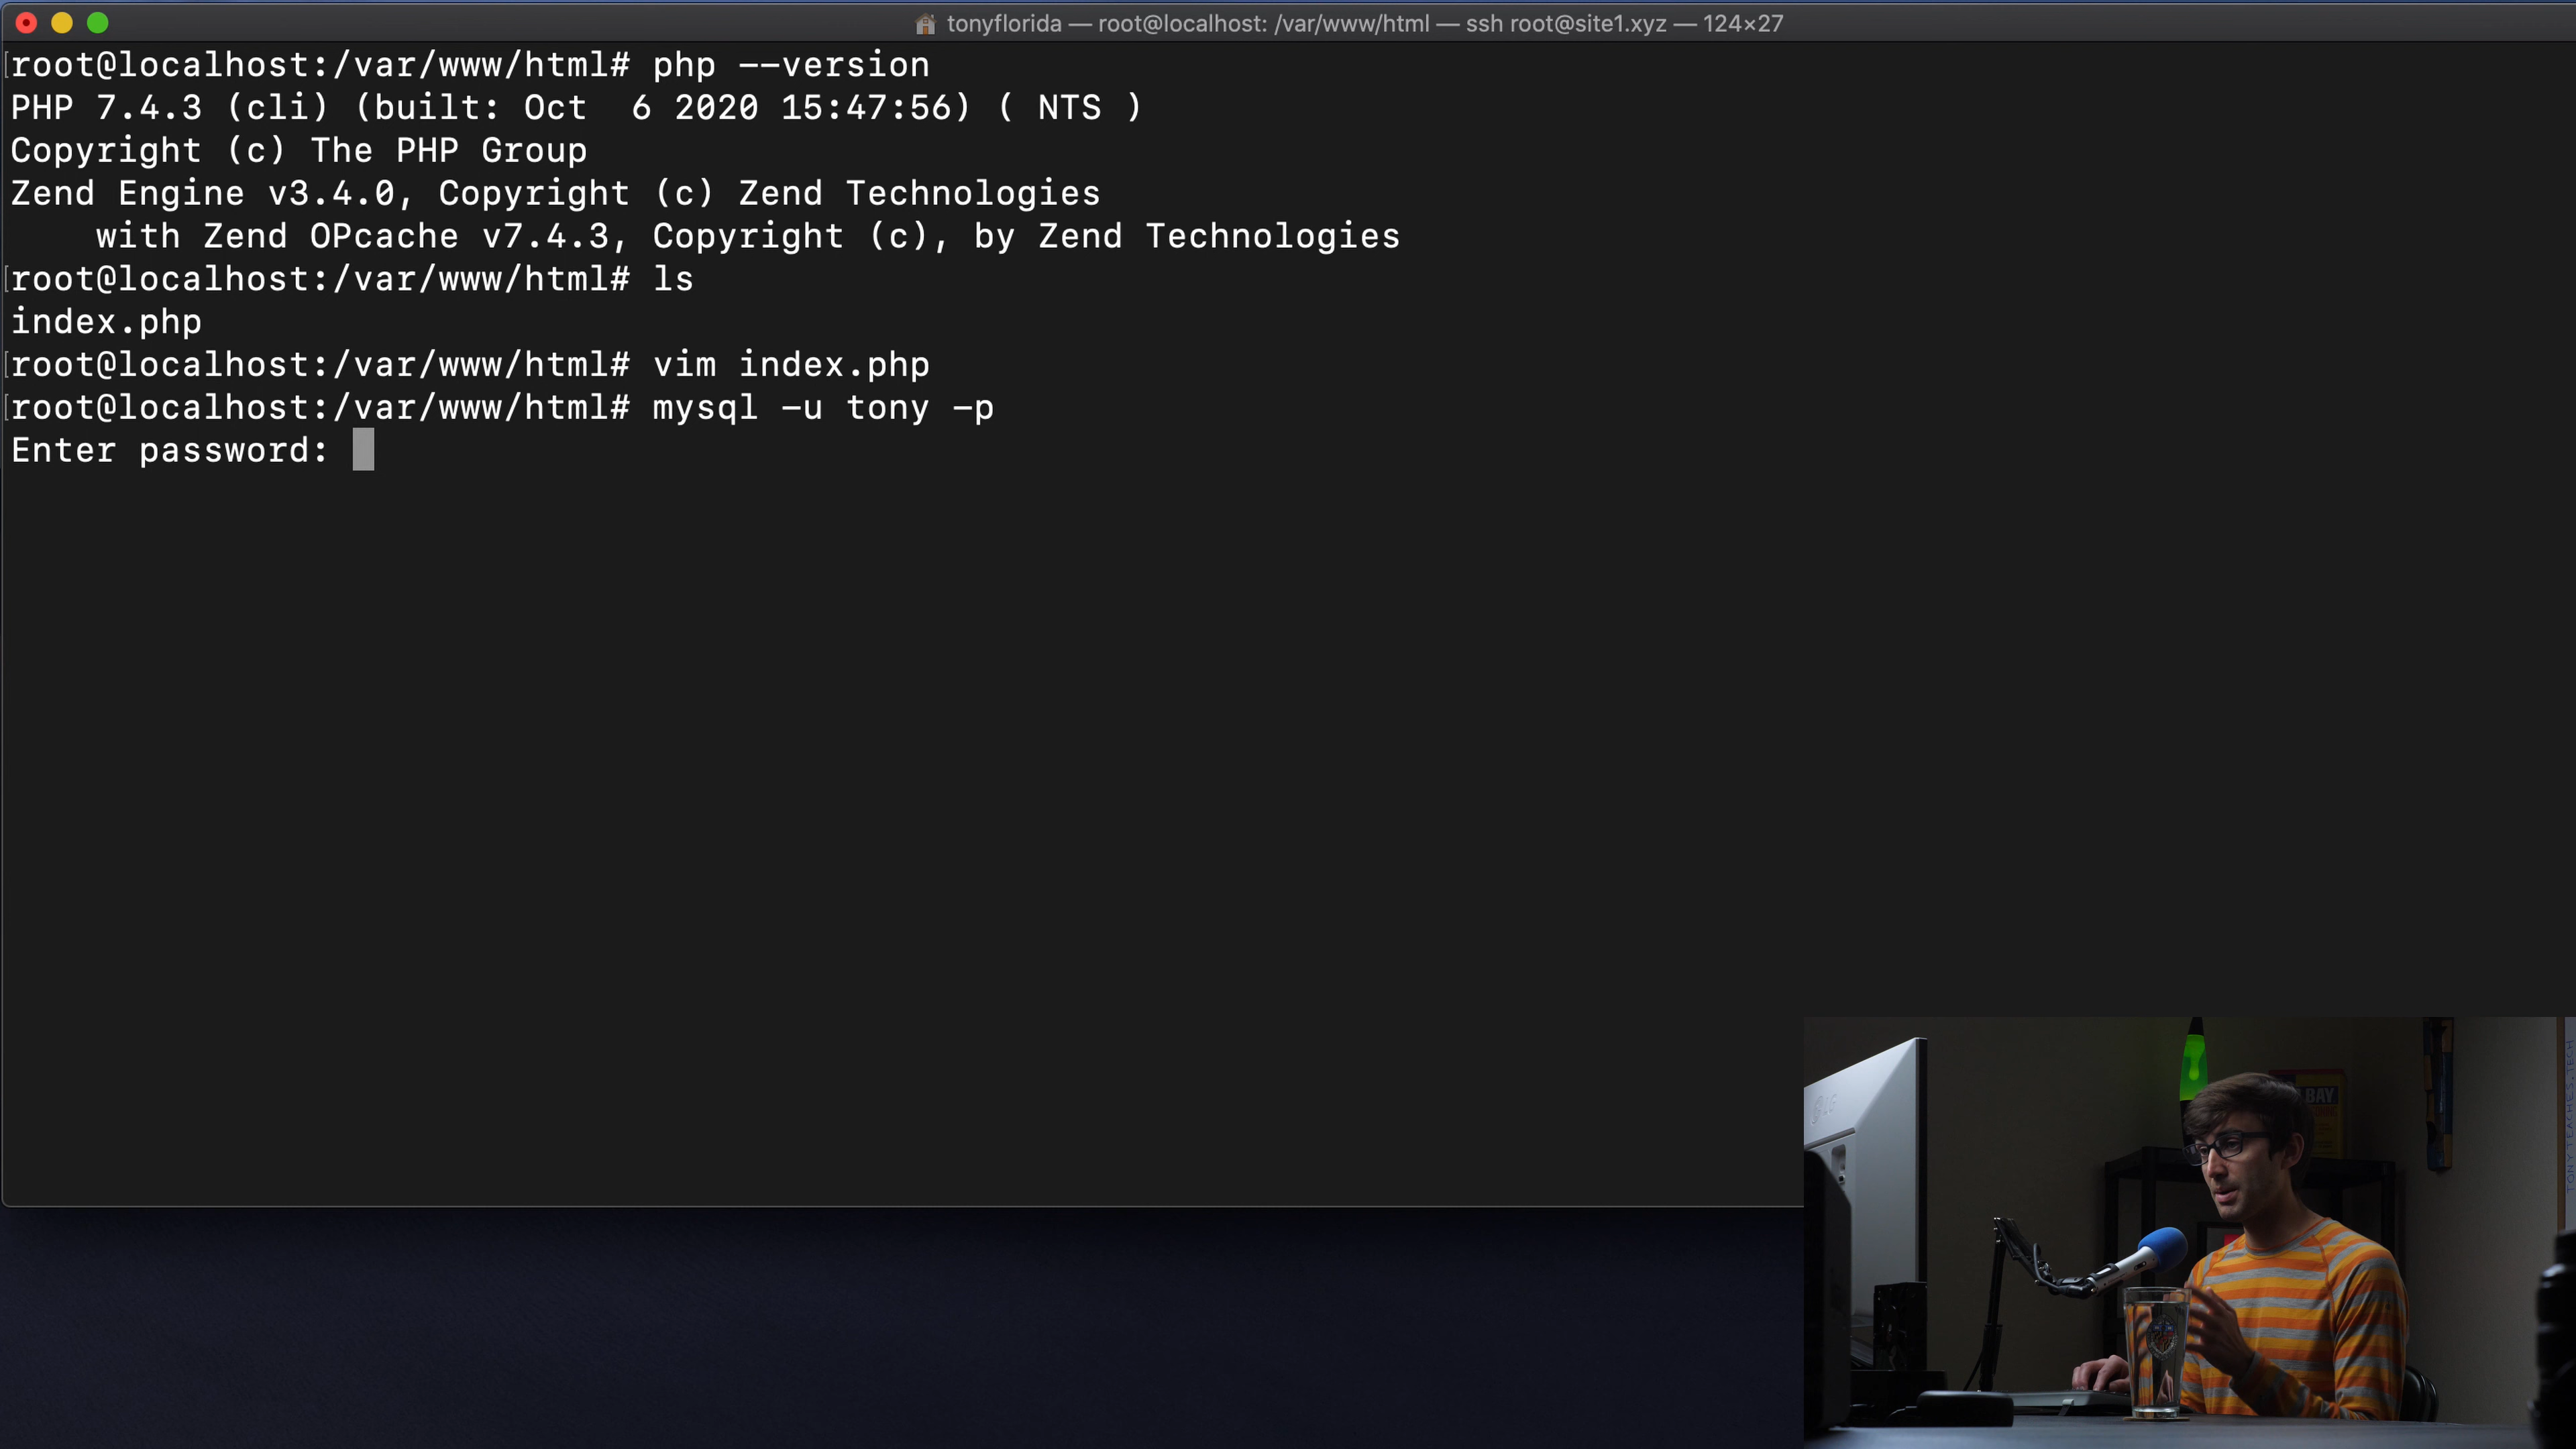 tonyflorida — root@localhost: /var/www/html — ssh root@site1.xyz — 124×27
[root@localhost:/var/www/html# php --version
PHP 7.4.3 (cli) (built: Oct  6 2020 15:47:56) ( NTS )
Copyright (c) The PHP Group
Zend Engine v3.4.0, Copyright (c) Zend Technologies
    with Zend OPcache v7.4.3, Copyright (c), by Zend Technologies
[root@localhost:/var/www/html# ls
index.php
[root@localhost:/var/www/html# vim index.php
[root@localhost:/var/www/html# mysql -u tony -p
Enter password:
BAY
LG
TONYTEACHES.TECH